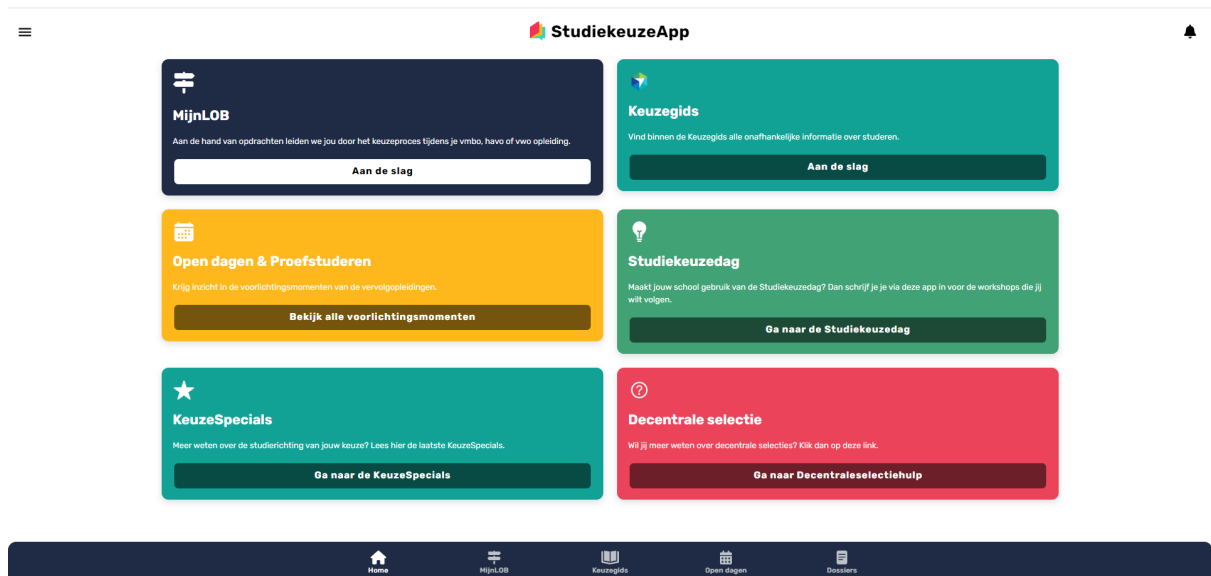 StudiekeuzeApp
MijnLOB
Aan de hand van opdrachten leiden we jou door het keuzeproces tijdens je vmbo, havo of vwo opleiding.
Aan de slag
Keuzegids
Vind binnen de Keuzegids alle onafhankelijke informatie over studeren.
Aan de slag
Open dagen & Proefstuderen
Krijg inzicht in de voorlichtingsmomenten van de vervolgopleidingen.
Bekijk alle voorlichtingsmomenten
Studiekeuzedag
Maakt jouw school gebruik van de Studiekeuzedag? Dan schrijf je je via deze app in voor de workshops die jij
wilt volgen.
Ga naar de Studiekeuzedag
KeuzeSpecials
Meer weten over de studierichting van jouw keuze? Lees hier de laatste KeuzeSpecials.
Ga naar de KeuzeSpecials
Decentrale selectie
Wil jij meer weten over decentrale selecties? Klik dan op deze link.
Ga naar Decentraleselectiehulp
Home
MijnLOB
Keuzegids
Open dagen
Dossiers